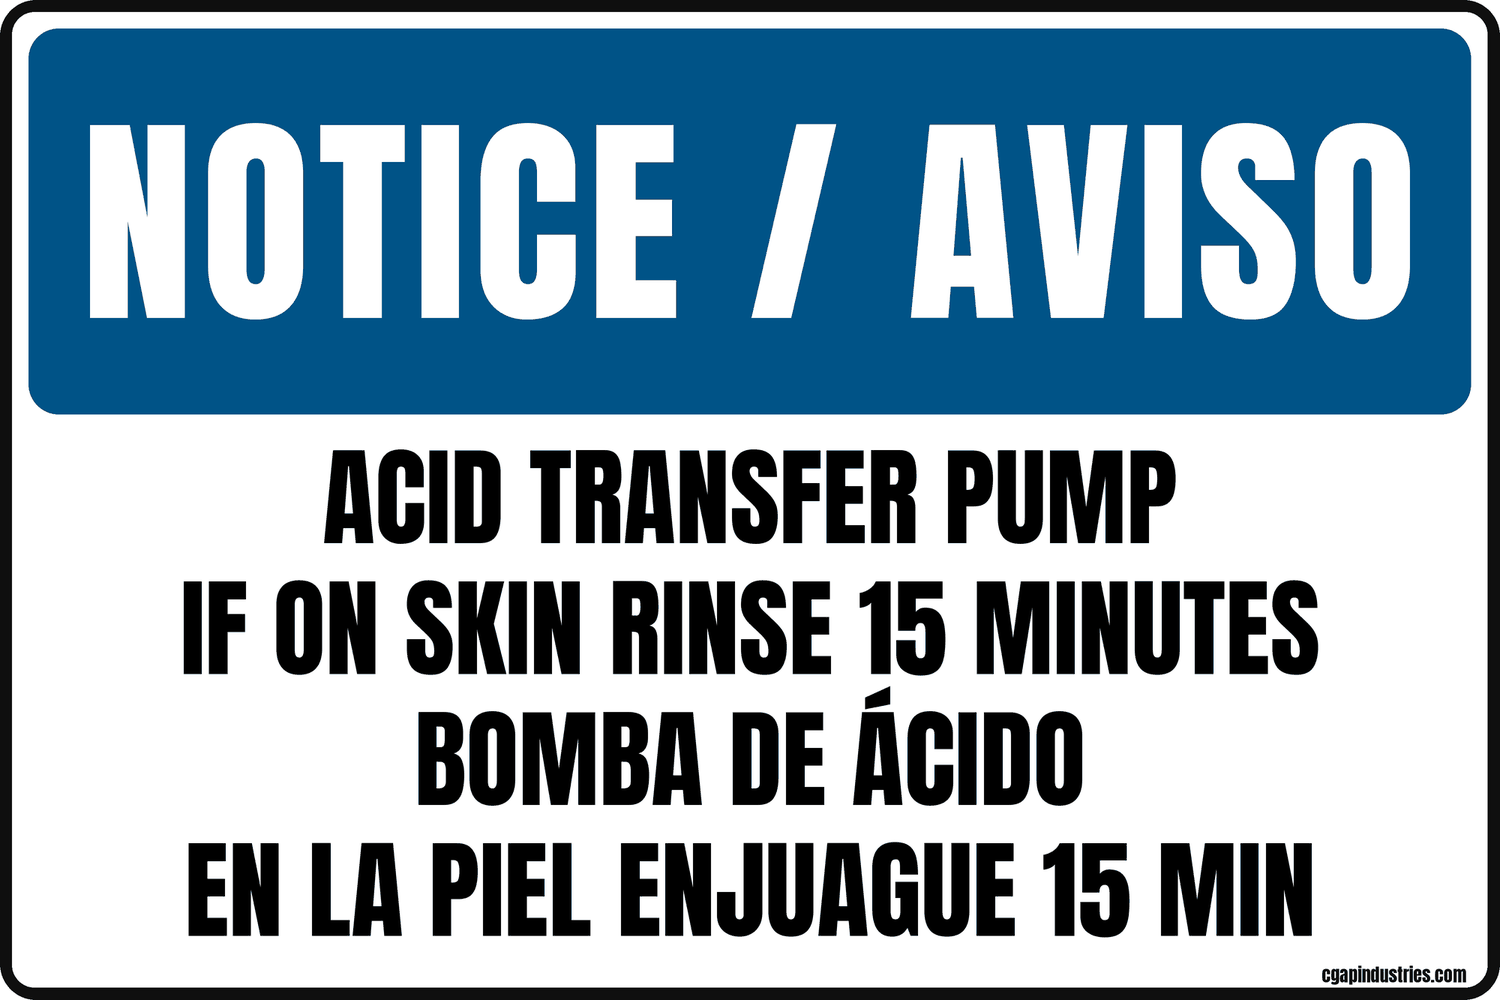 NOTICE / AVISO
ACID TRANSFER PUMP
IF ON SKIN RINSE 15 MINUTES
BOMBA DE ÁCIDO
EN LA PIEL ENJUAGUE 15 MIN
cgapindustries.com